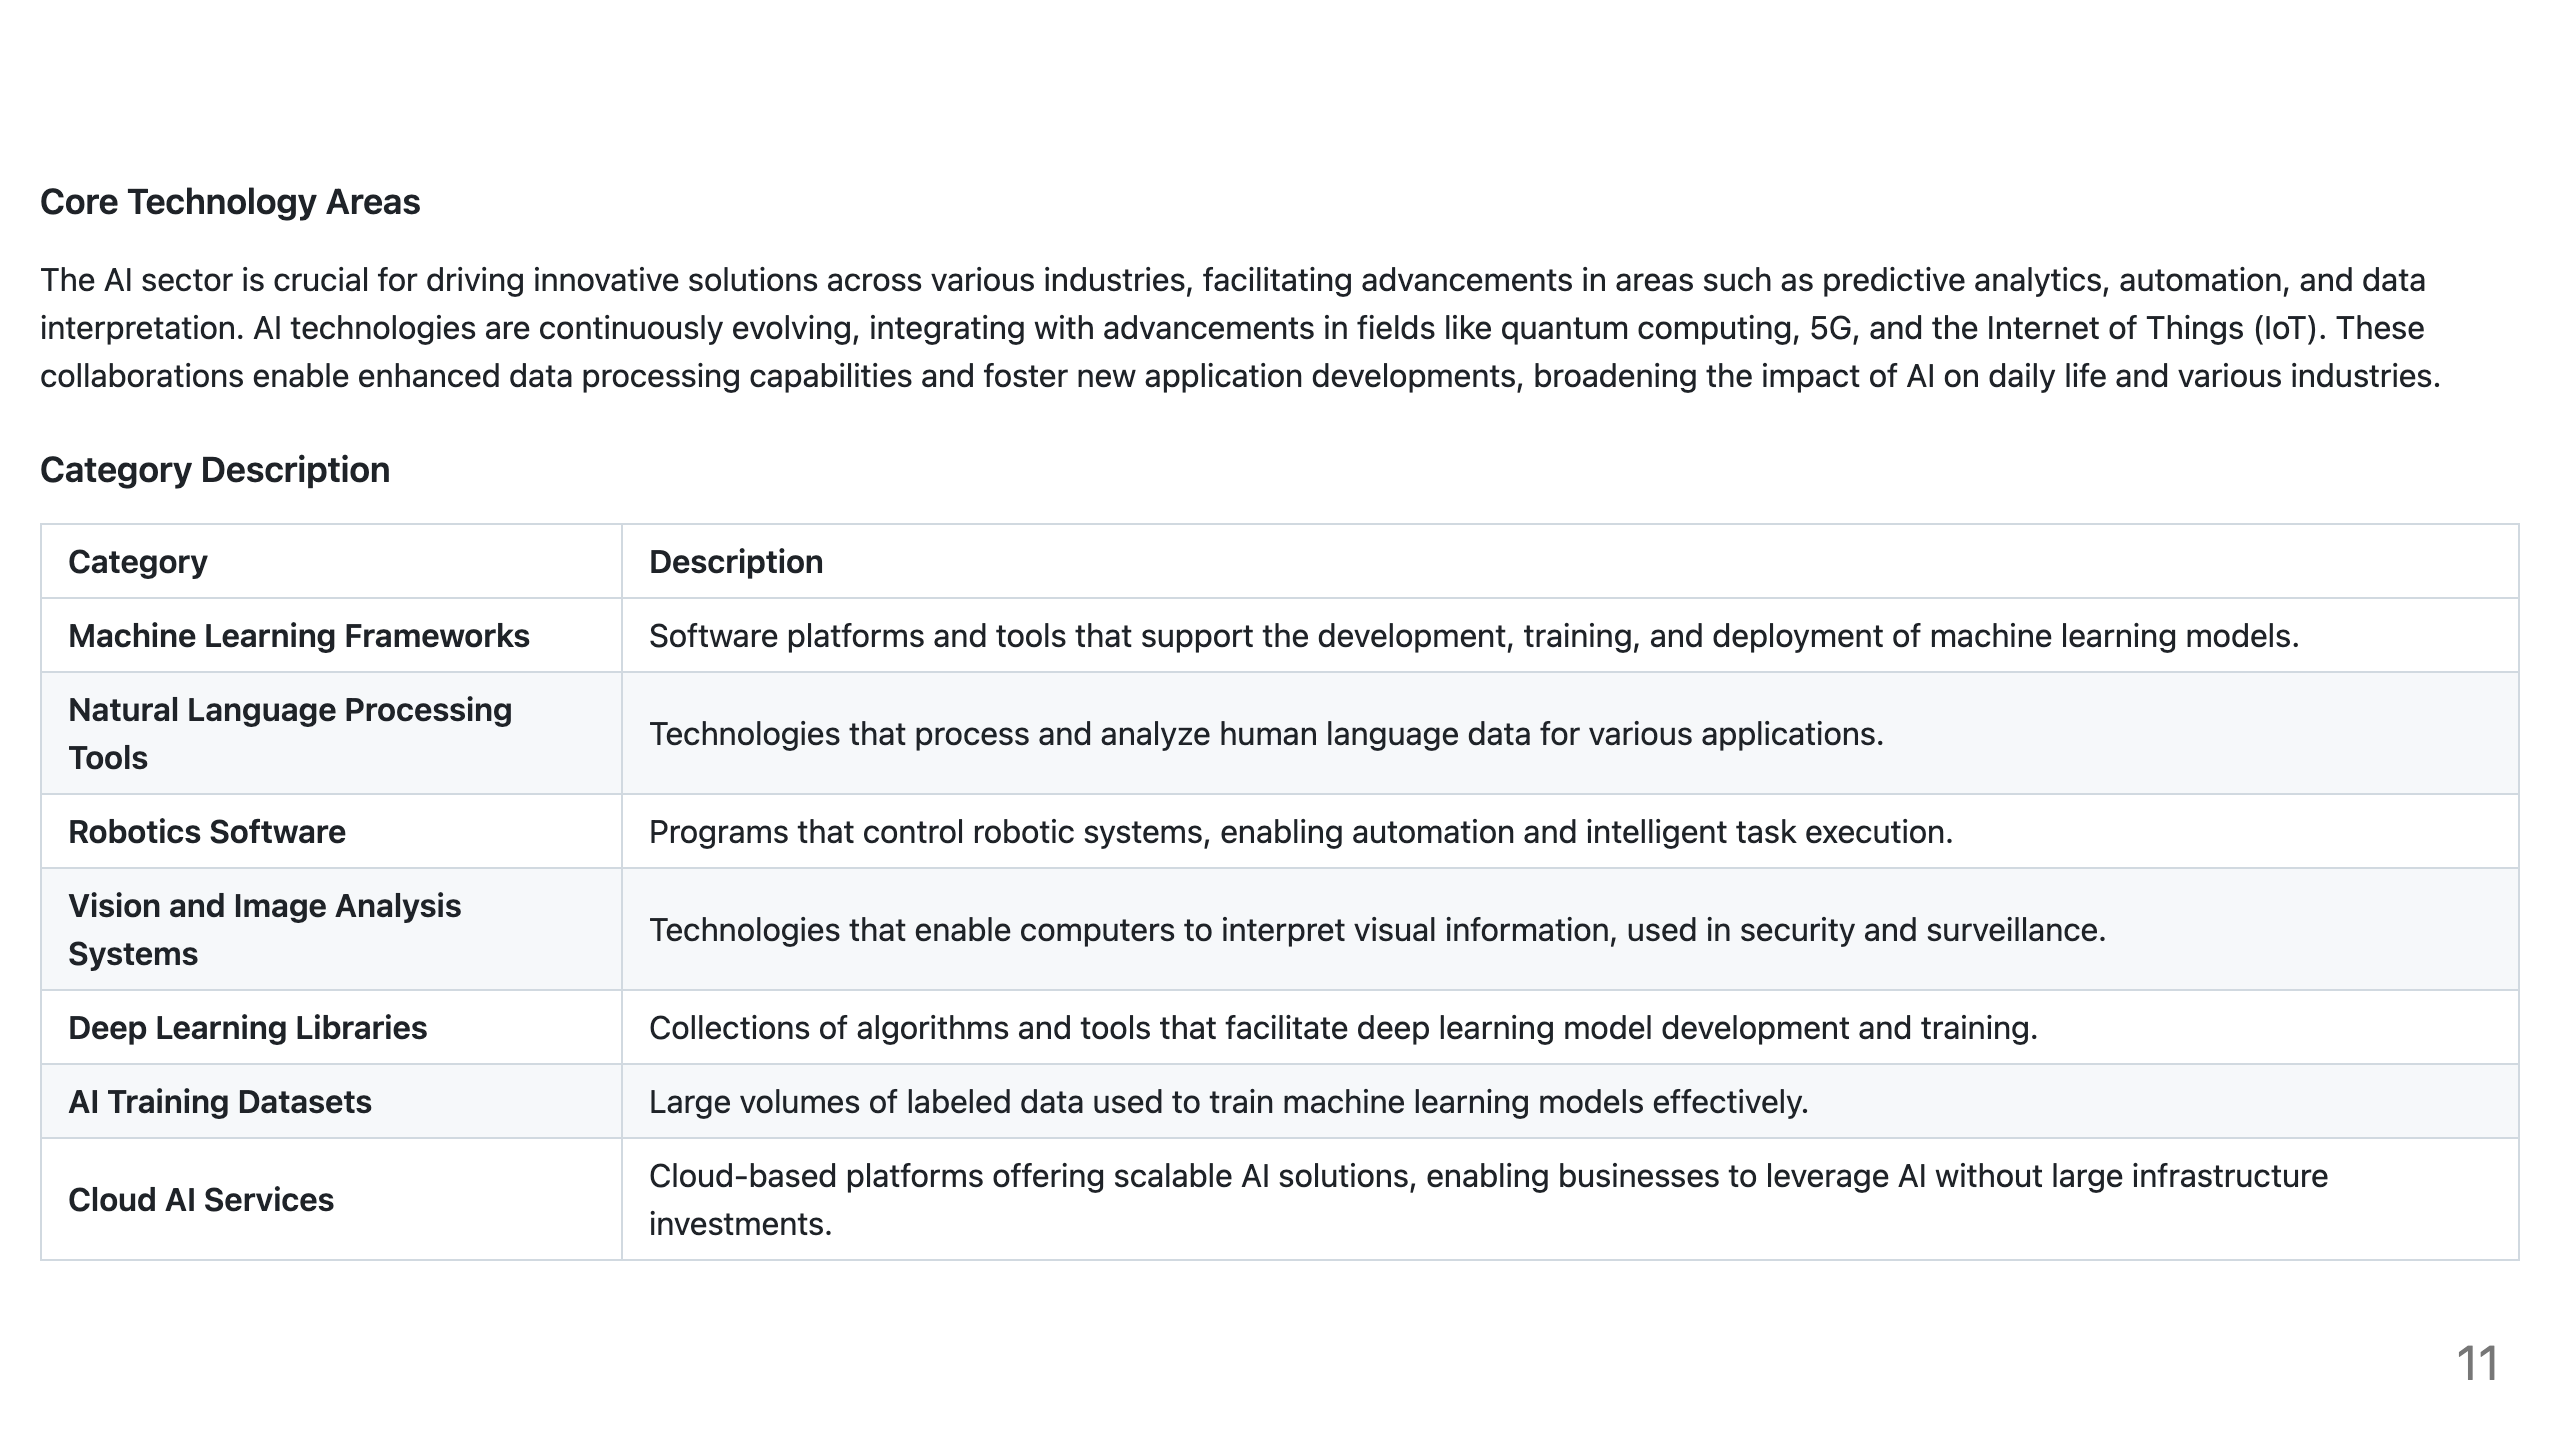 Core Technology Areas
The AI sector is crucial for driving innovative solutions across various industries, facilitating advancements in areas such as predictive analytics, automation, and data
interpretation. AI technologies are continuously evolving, integrating with advancements in fields like quantum computing, 5G, and the Internet of Things (IoT). These
collaborations enable enhanced data processing capabilities and foster new application developments, broadening the impact of AI on daily life and various industries.
Category Description
Category Description
Machine Learning Frameworks Software platforms and tools that support the development, training, and deployment of machine learning models.
Natural Language Processing
Tools
Technologies that process and analyze human language data for various applications.
Robotics Software Programs that control robotic systems, enabling automation and intelligent task execution.
Vision and Image Analysis
Systems
Technologies that enable computers to interpret visual information, used in security and surveillance.
Deep Learning Libraries Collections of algorithms and tools that facilitate deep learning model development and training.
AI Training Datasets Large volumes of labeled data used to train machine learning models effectively.
Cloud AI Services
Cloud-based platforms offering scalable AI solutions, enabling businesses to leverage AI without large infrastructure
investments.
11